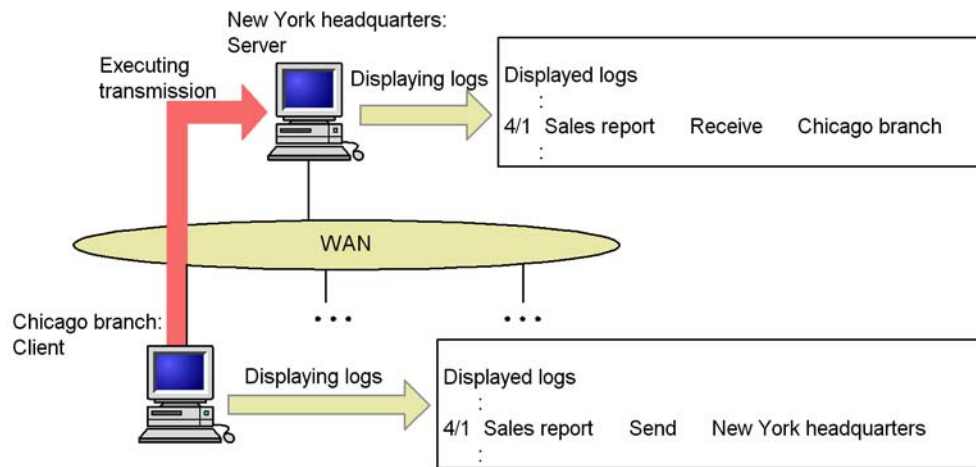 New York headquarters:
Server
Executing
transmission
Displaying logs
Displayed logs
:
4/1 Sales report Receive Chicago branch
:
WAN
...
...
Chicago branch:
Client
Displaying logs
Displayed logs
:
4/1 Sales report Send New York headquarters
: